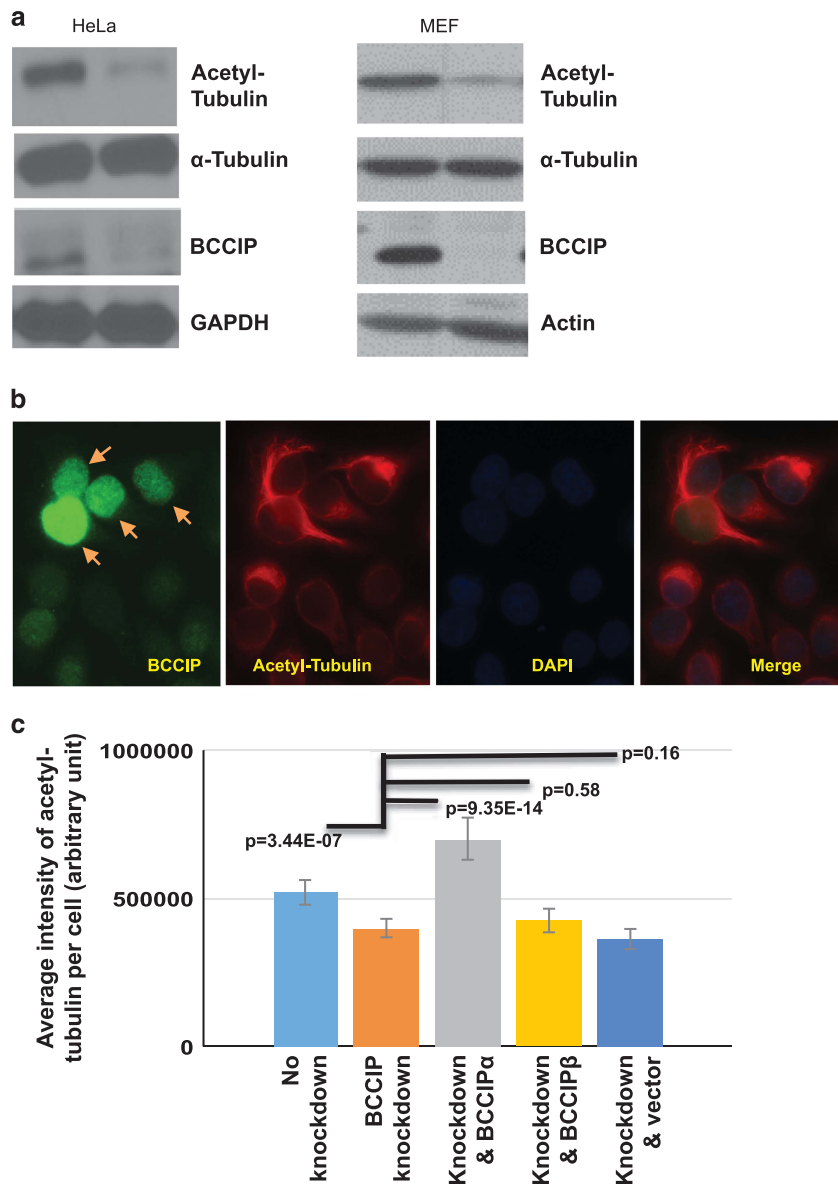 a
HeLa
Acetyl-
Tubulin
α-Tubulin
BCCIP
GAPDH
MEF
Acetyl-
Tubulin
α-Tubulin
BCCIP
Actin
b
BCCIP
Acetyl-Tubulin
DAPI
Merge
c
Average intensity of acetyl-
tubulin per cell (arbitrary unit)
1000000
500000
0
p=0.16
p=0.58
p=9.35E-14
p=3.44E-07
No
knockdown
BCCIP
knockdown
Knockdown
& BCCIPα
Knockdown
& BCCIPβ
Knockdown
& vector